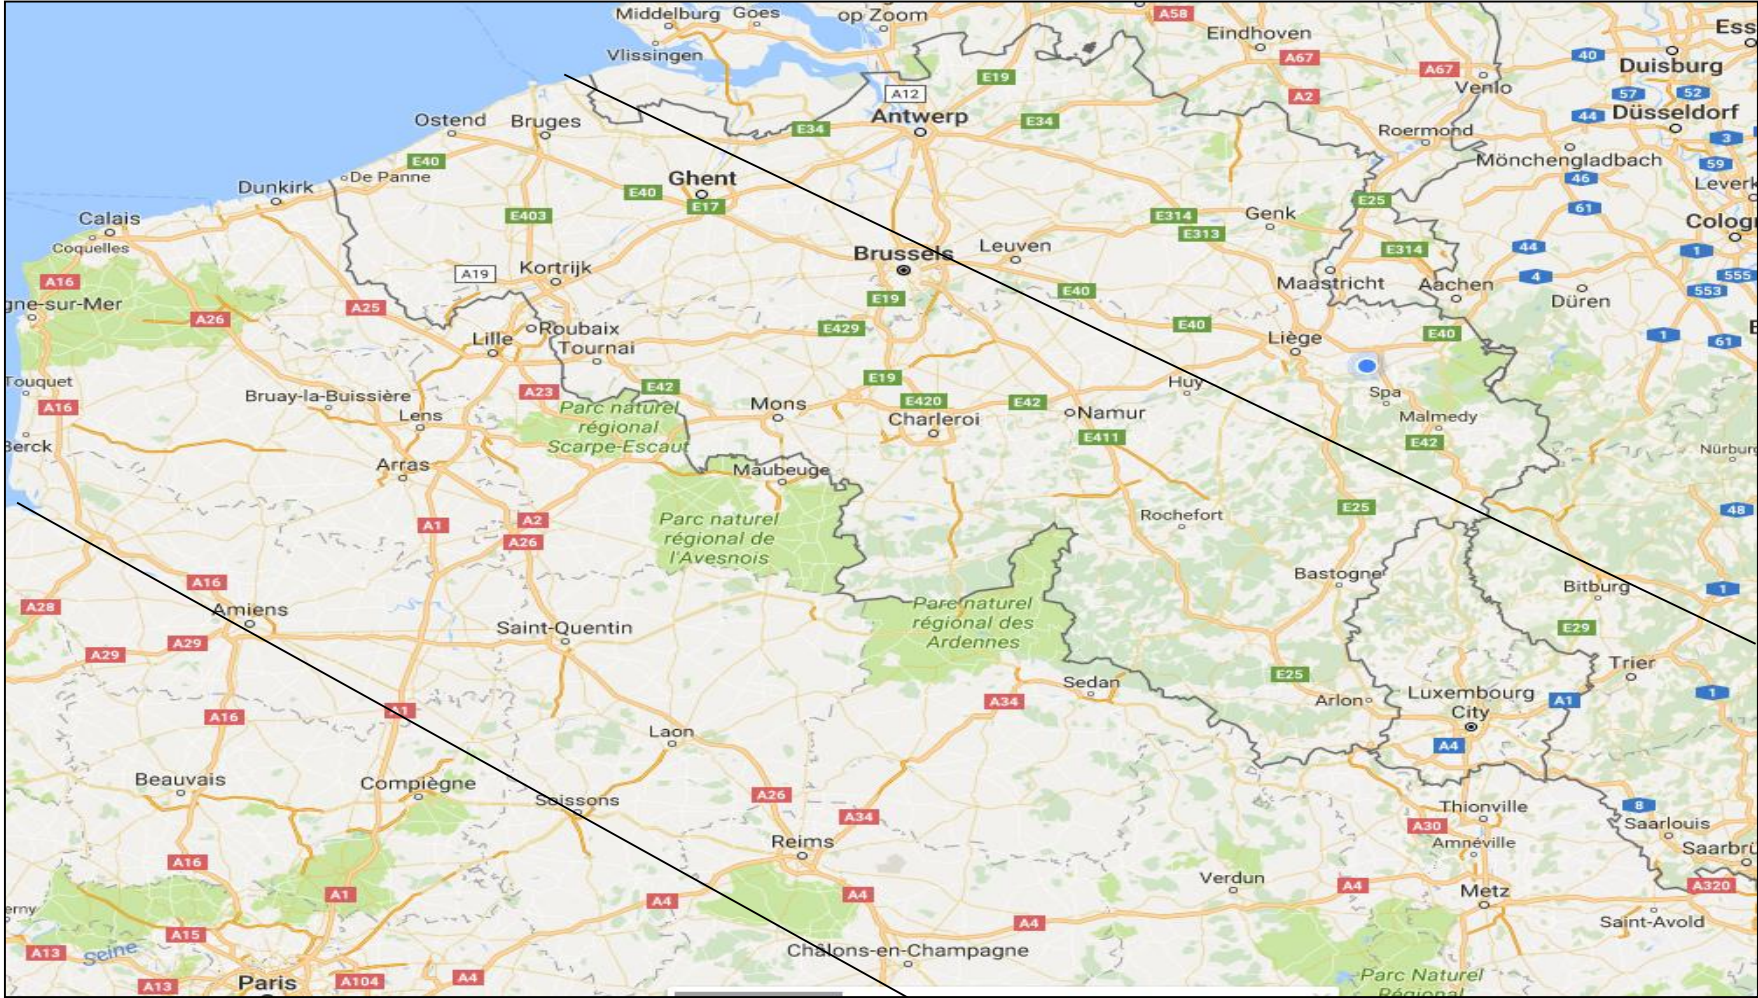 Middelburg
Goes
op Zoom
A58
Eindhoven
Ess
Vlissingen
E19
A67
A67
40
Duisburg
A12
A2
Venlo
57
52
Ostend
Bruges
E34
Antwerp
E34
44
Düsseldorf
Roermond
3
E40
De Panne
Mönchengladbach
59
Dunkirk
E40
Ghent
E17
46
Leverk
Calais
E403
E314
Genk
E25
61
Colog
Coquelles
E313
Brussels
Leuven
E314
44
1
A16
A19
Kortrijk
Maastricht
Aachen
4
555
gne-sur-Mer
A25
E19
E40
Düren
553
A26
Roubaix
E429
E40
Liège
E40
1
61
Lille
Tournai
Touquet
A16
Bruay-la-Buissière
A23
E42
E19
Huy
Spa
Lens
Parc naturel
régional
Scarpe-Escaut
Mons
E420
Charleroi
E42
Namur
Malmedy
Berck
E411
E42
Nürburg
Arras
Maubeuge
A1
A2
A26
Parc naturel
régional de
l'Avesnois
Rochefort
E25
48
A16
Bastogne
Bitburg
1
A28
Amiens
Parc naturel
régional des
Ardennes
A29
A29
Saint-Quentin
E29
Trier
Sedan
E25
A34
Arlon
Luxembourg
City
A1
1
A16
A1
Laon
A4
Beauvais
Compiègne
Soissons
A26
Thionville
8
A34
A30
Saarlouis
Reims
Amnéville
Saarbrü
A16
A1
Verdun
A4
Metz
A320
A4
A4
A4
Saint-Avold
erny
A15
A13
Seine
Châlons-en-Champagne
Paris
A13
A104
A4
Parc Naturel
Régional